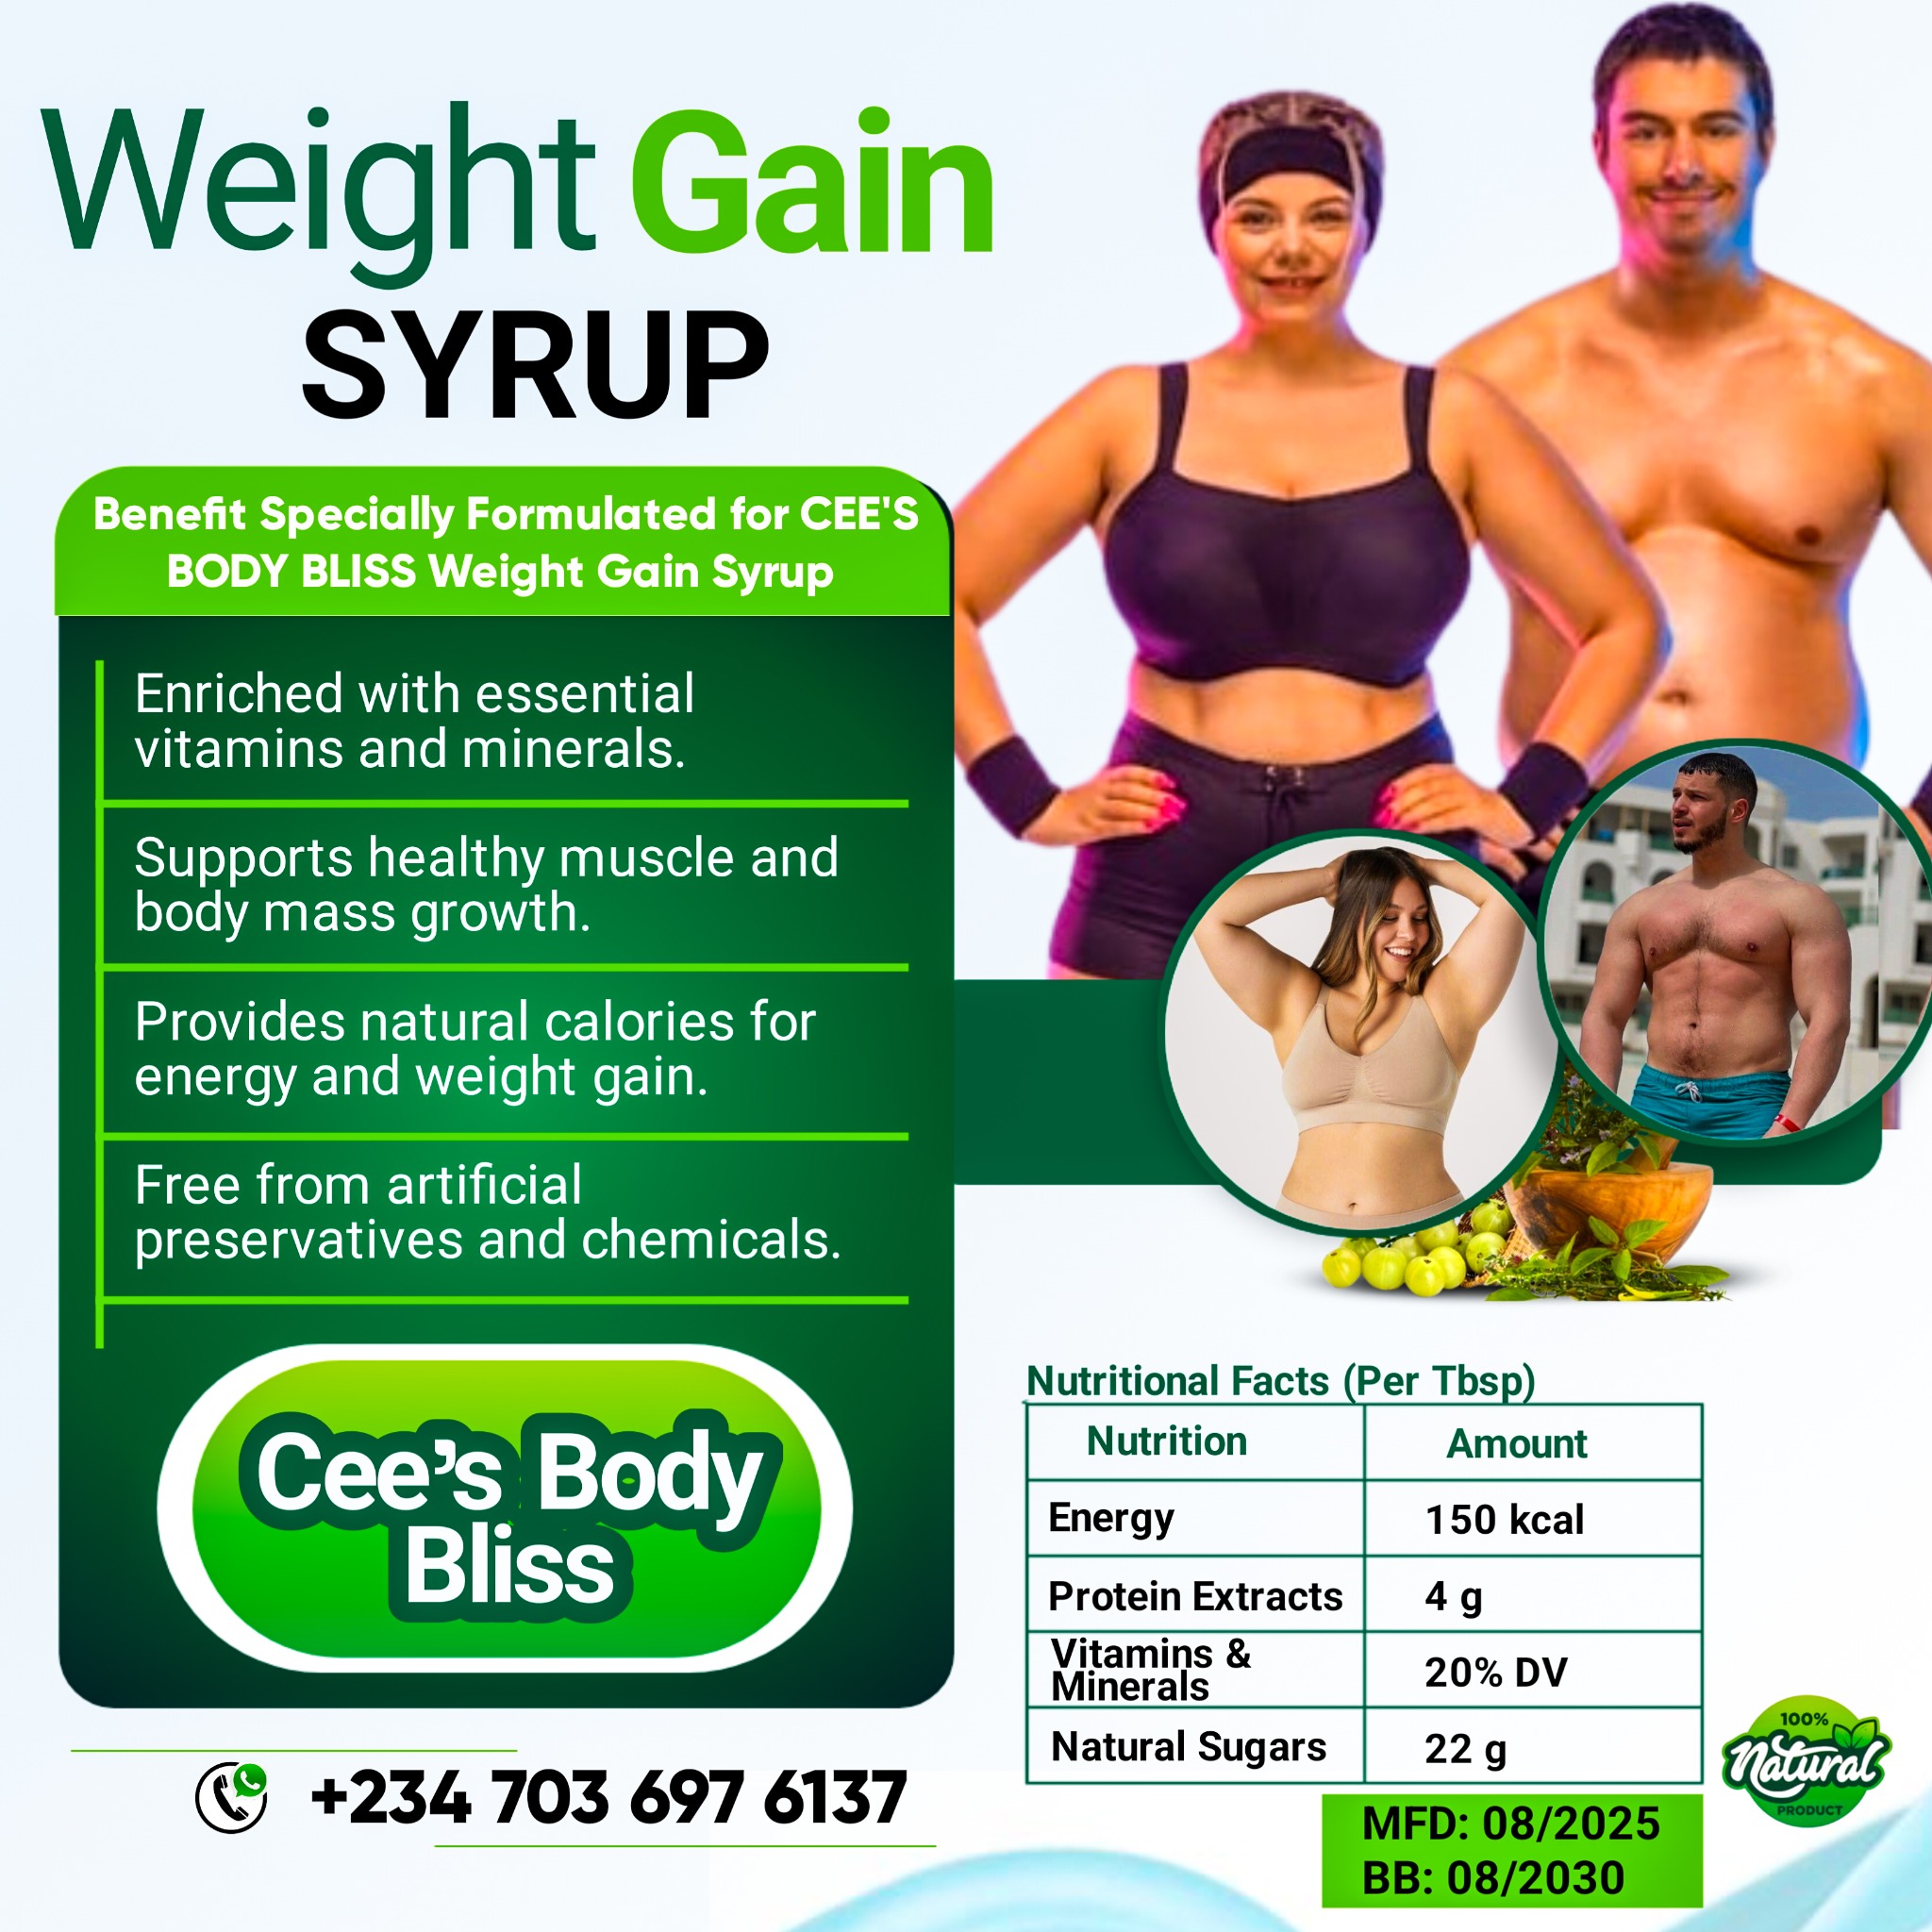 Weight Gain
SYRUP
Benefit Specially Formulated for CEE'S
BODY BLISS Weight Gain Syrup
Enriched with essential
vitamins and minerals.
Supports healthy muscle and
body mass growth.
Provides natural calories for
energy and weight gain.
Free from artificial
preservatives and chemicals.
Cee's Body
Bliss
+234 703 697 6137
Nutritional Facts (Per Tbsp)
Nutrition Amount
Energy 150 kcal
Protein Extracts 4 g
Vitamins &
Minerals 20% DV
Natural Sugars 22 g
100%
Natural
PRODUCT
MFD: 08/2025
BB: 08/2030